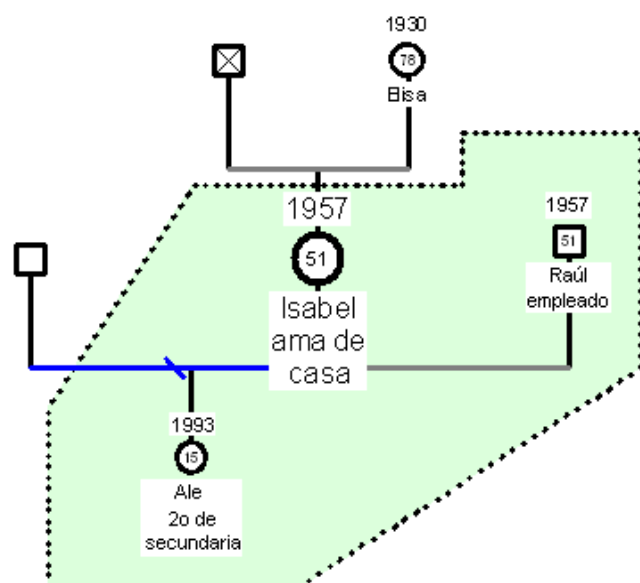 1930
78
Bisa
1957
51
Isabel
ama de
casa
1957
51
Raúl
empleado
1993
15
Ale
2o de
secundaria